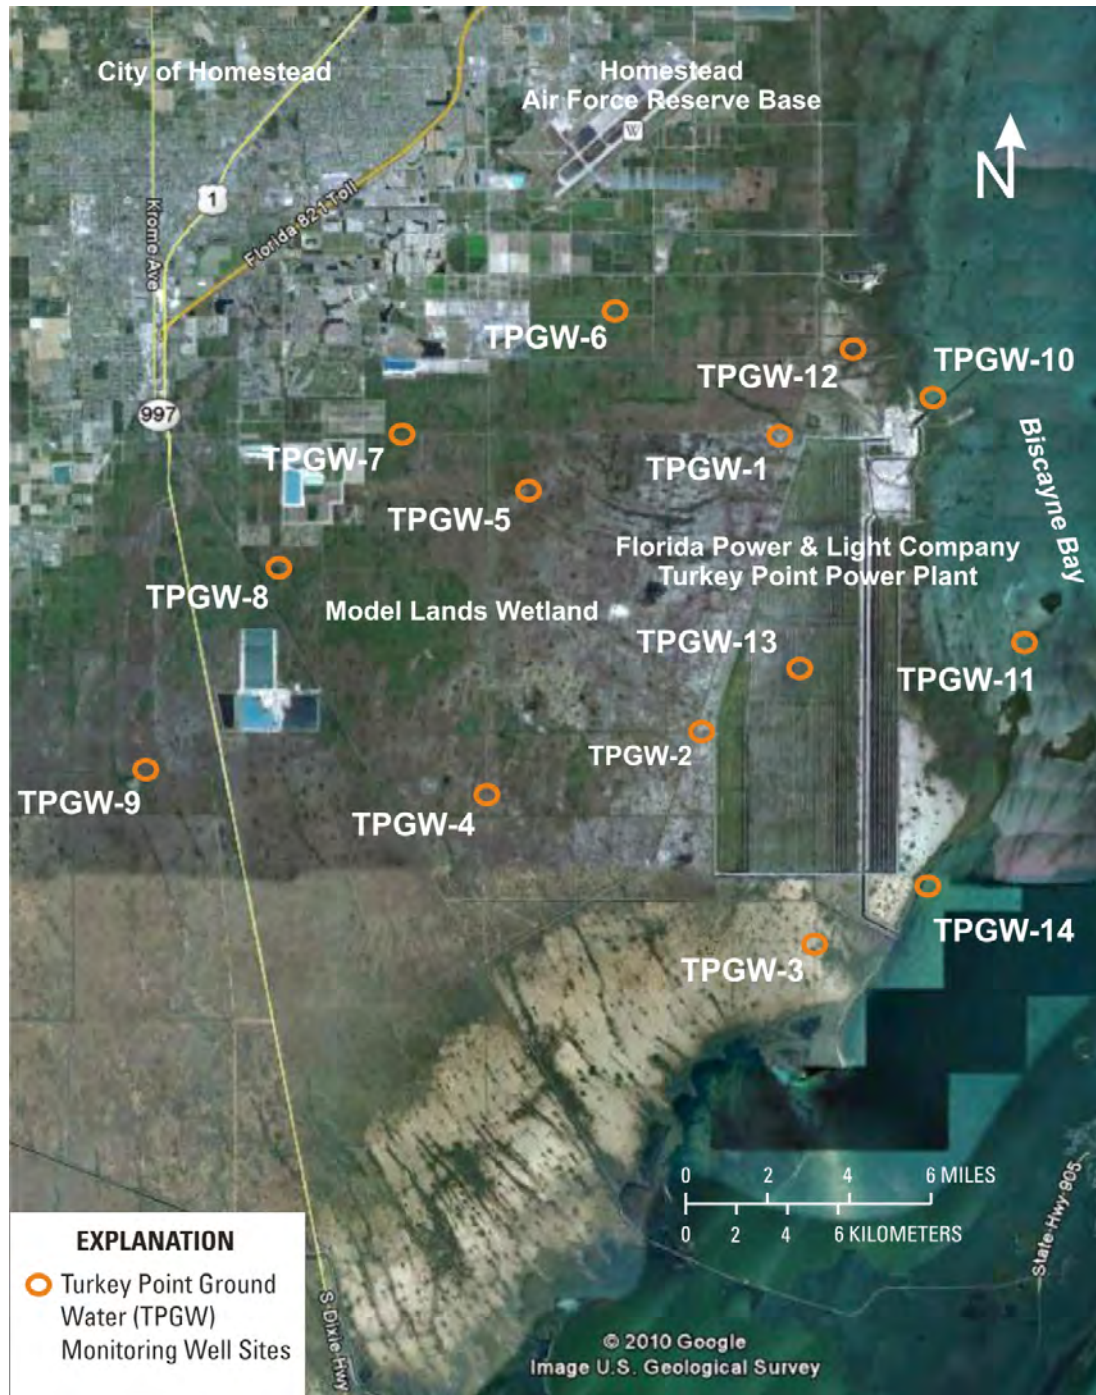 City of Homestead
Homestead
Air Force Reserve Base
W
N
1
Krome Ave
Florida 821 Toll
TPGW-6
TPGW-12
TPGW-10
997
TPGW-7
TPGW-1
Biscayne Bay
TPGW-5
Florida Power & Light Company
Turkey Point Power Plant
TPGW-8
Model Lands Wetland
TPGW-13
TPGW-11
TPGW-2
TPGW-9
TPGW-4
TPGW-14
TPGW-3
0 2 4 6 MILES
0 2 4 6 KILOMETERS
State Hwy 905
EXPLANATION
Turkey Point Ground
Water (TPGW)
Monitoring Well Sites
S Dixie Hwy
© 2010 Google
Image U.S. Geological Survey